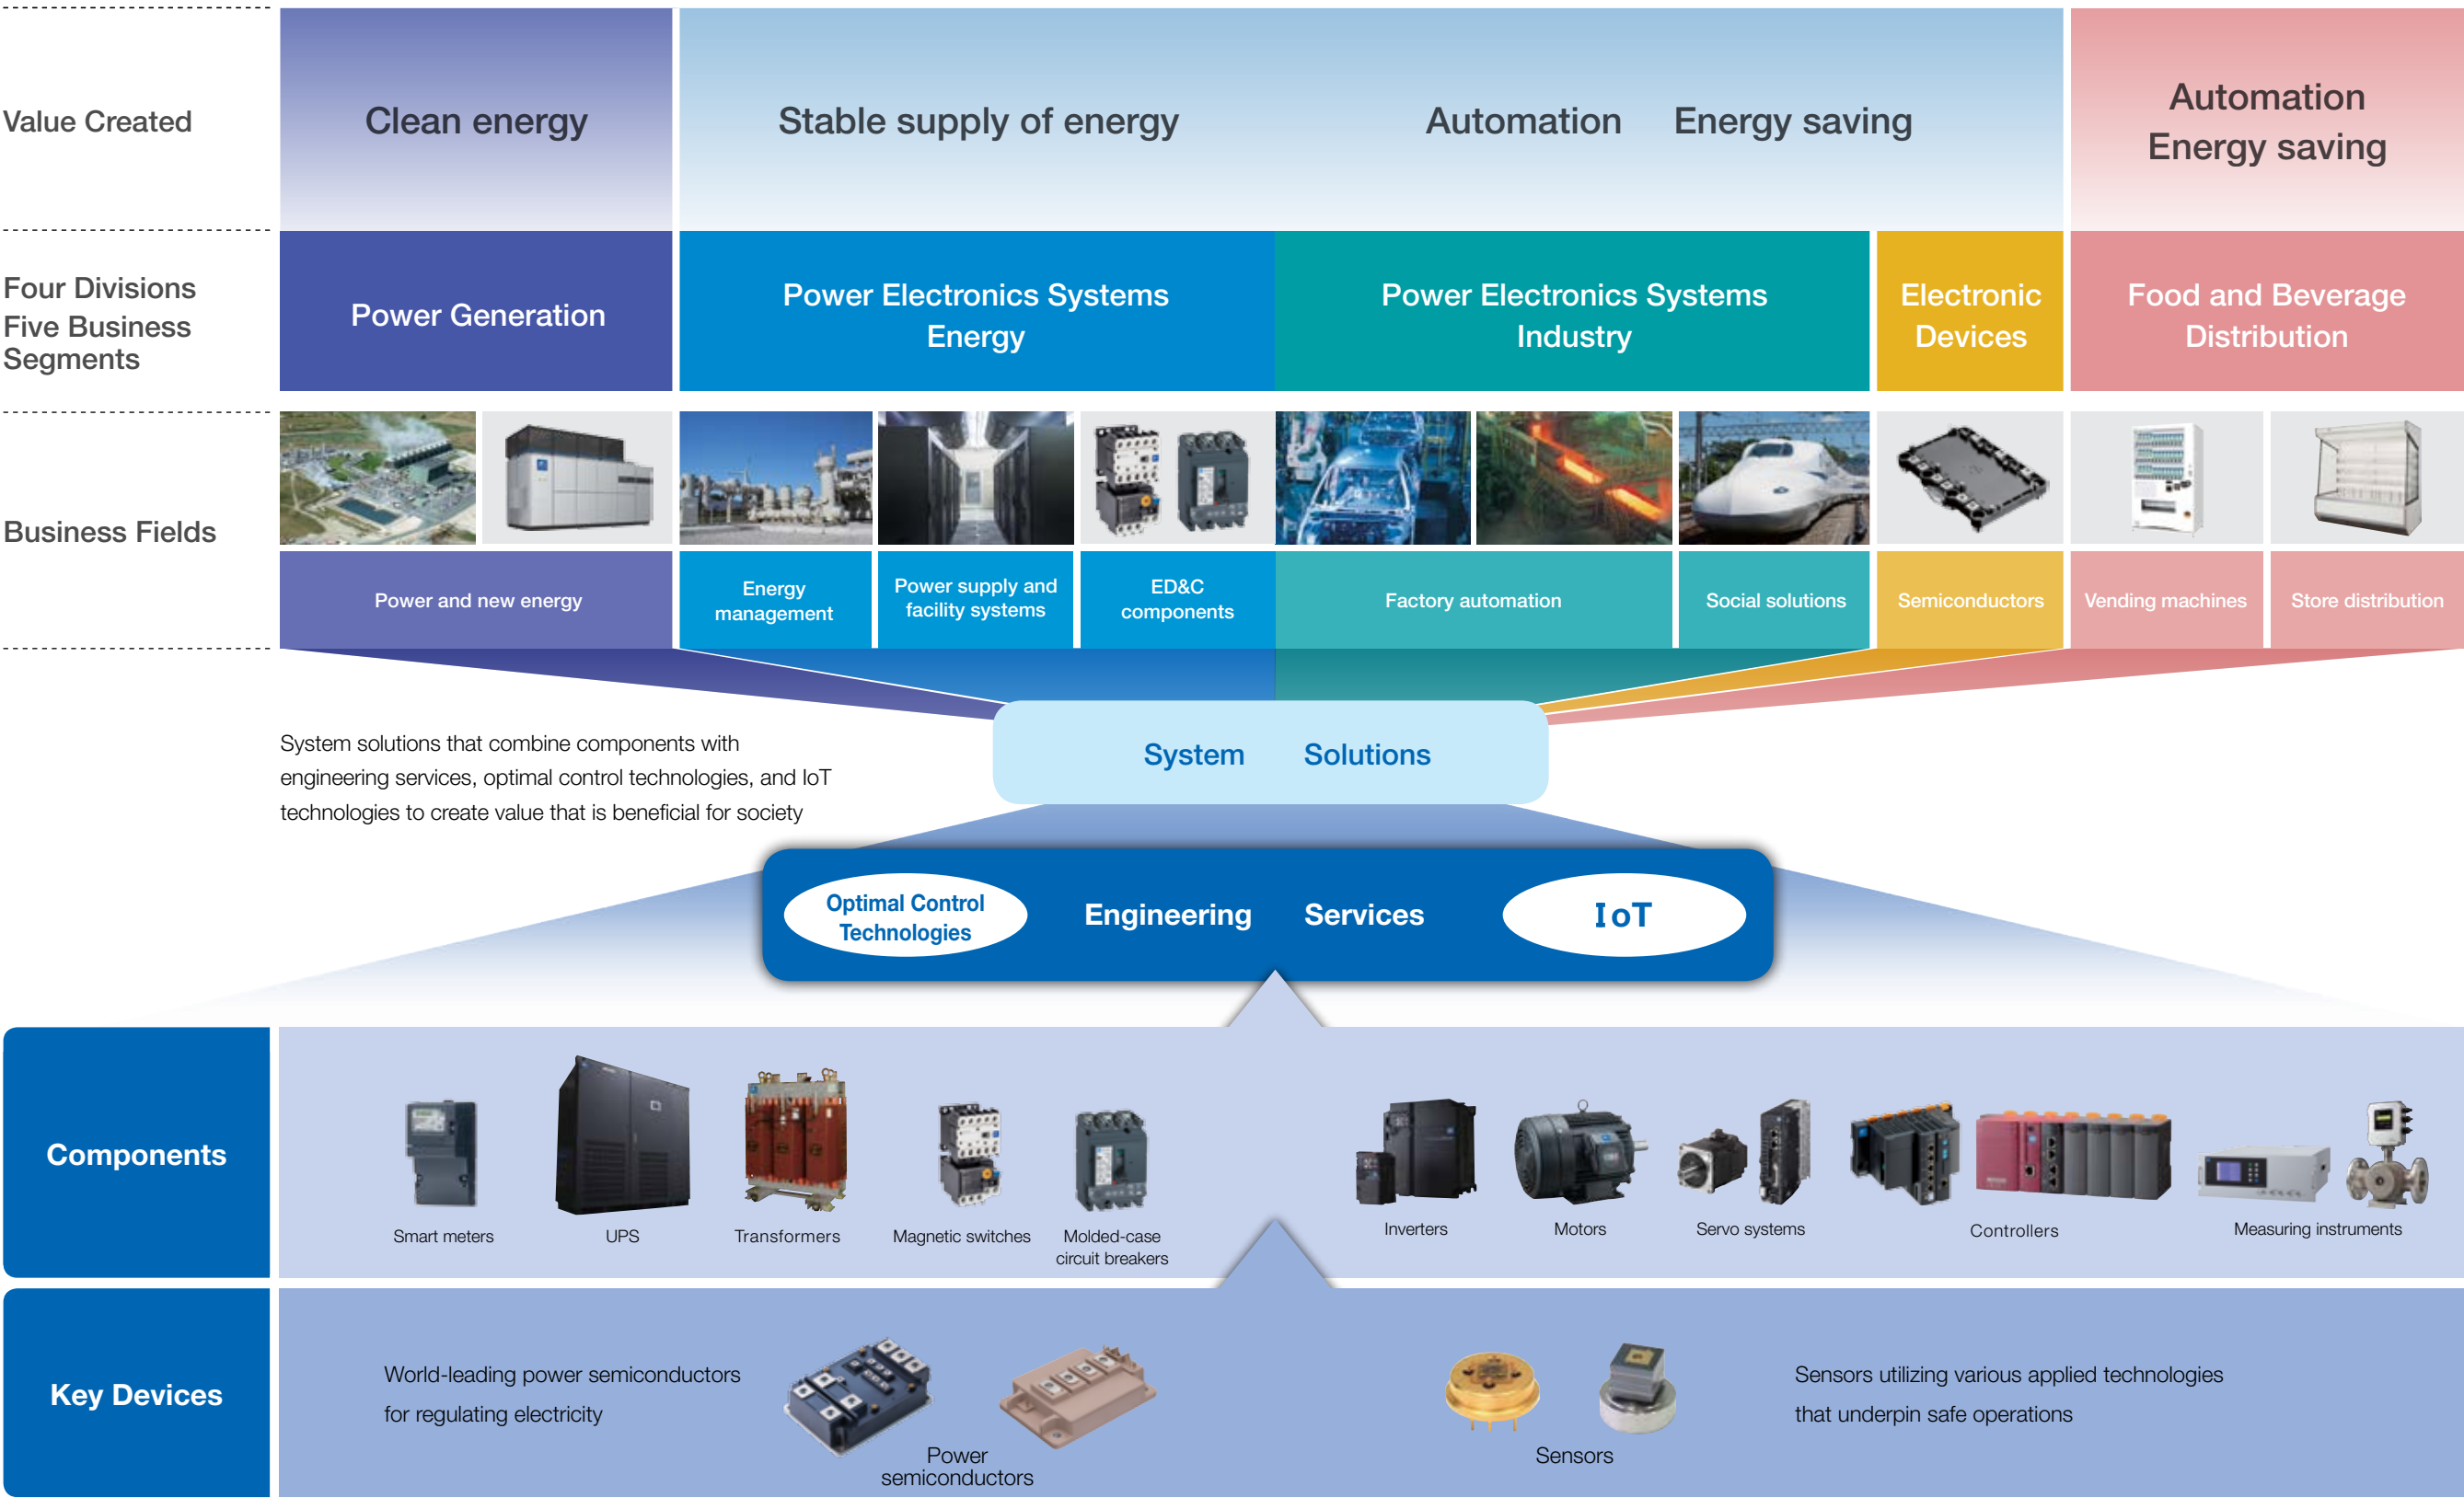 Value Created
Clean energy
Stable supply of energy
Automation Energy saving
Automation
Energy saving
Four Divisions
Five Business
Segments
Power Generation
Power Electronics Systems
Energy
Power Electronics Systems
Industry
Electronic
Devices
Food and Beverage
Distribution
Business Fields
Power and new energy
Energy
management
Power supply and
facility systems
ED&C
components
Factory automation
Social solutions
Semiconductors
Vending machines
Store distribution
System solutions that combine components with
engineering services, optimal control technologies, and IoT
technologies to create value that is beneficial for society
System Solutions
Optimal Control
Technologies
Engineering Services
IoT
Components
Smart meters
UPS
Transformers
Magnetic switches
Molded-case
circuit breakers
Inverters
Motors
Servo systems
Controllers
Measuring instruments
Key Devices
World-leading power semiconductors
for regulating electricity
Power
semiconductors
Sensors
Sensors utilizing various applied technologies
that underpin safe operations